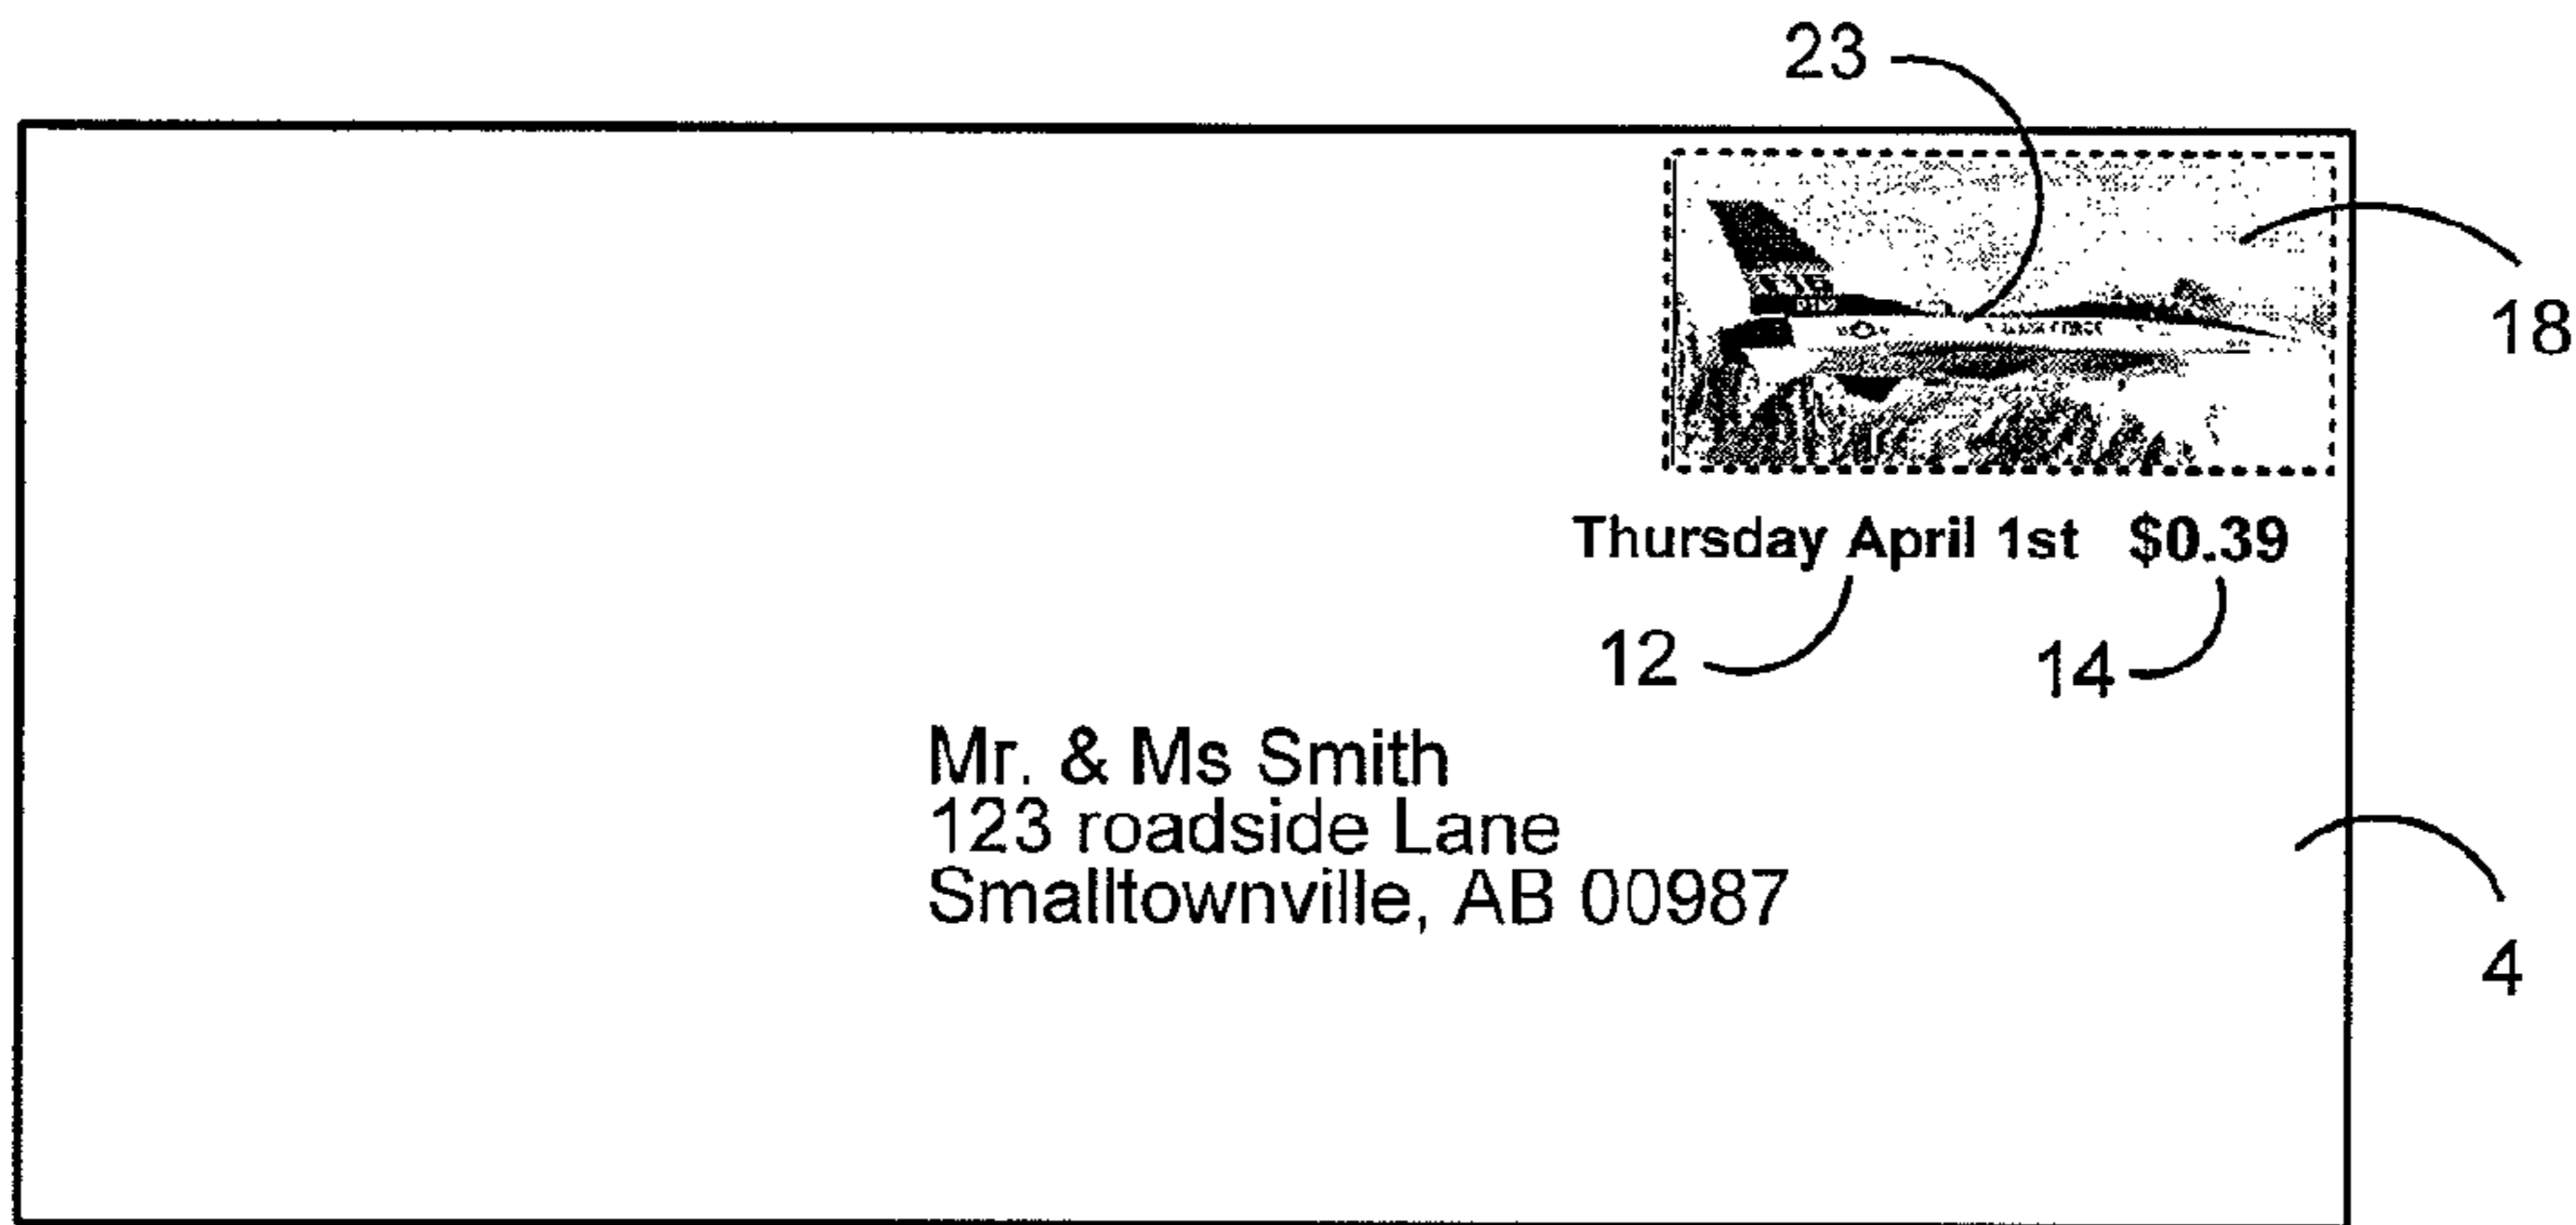 23
18
Thursday April 1st $0.39
12 14
Mr. & Ms Smith
123 roadside Lane
Smalltownville, AB 00987
4